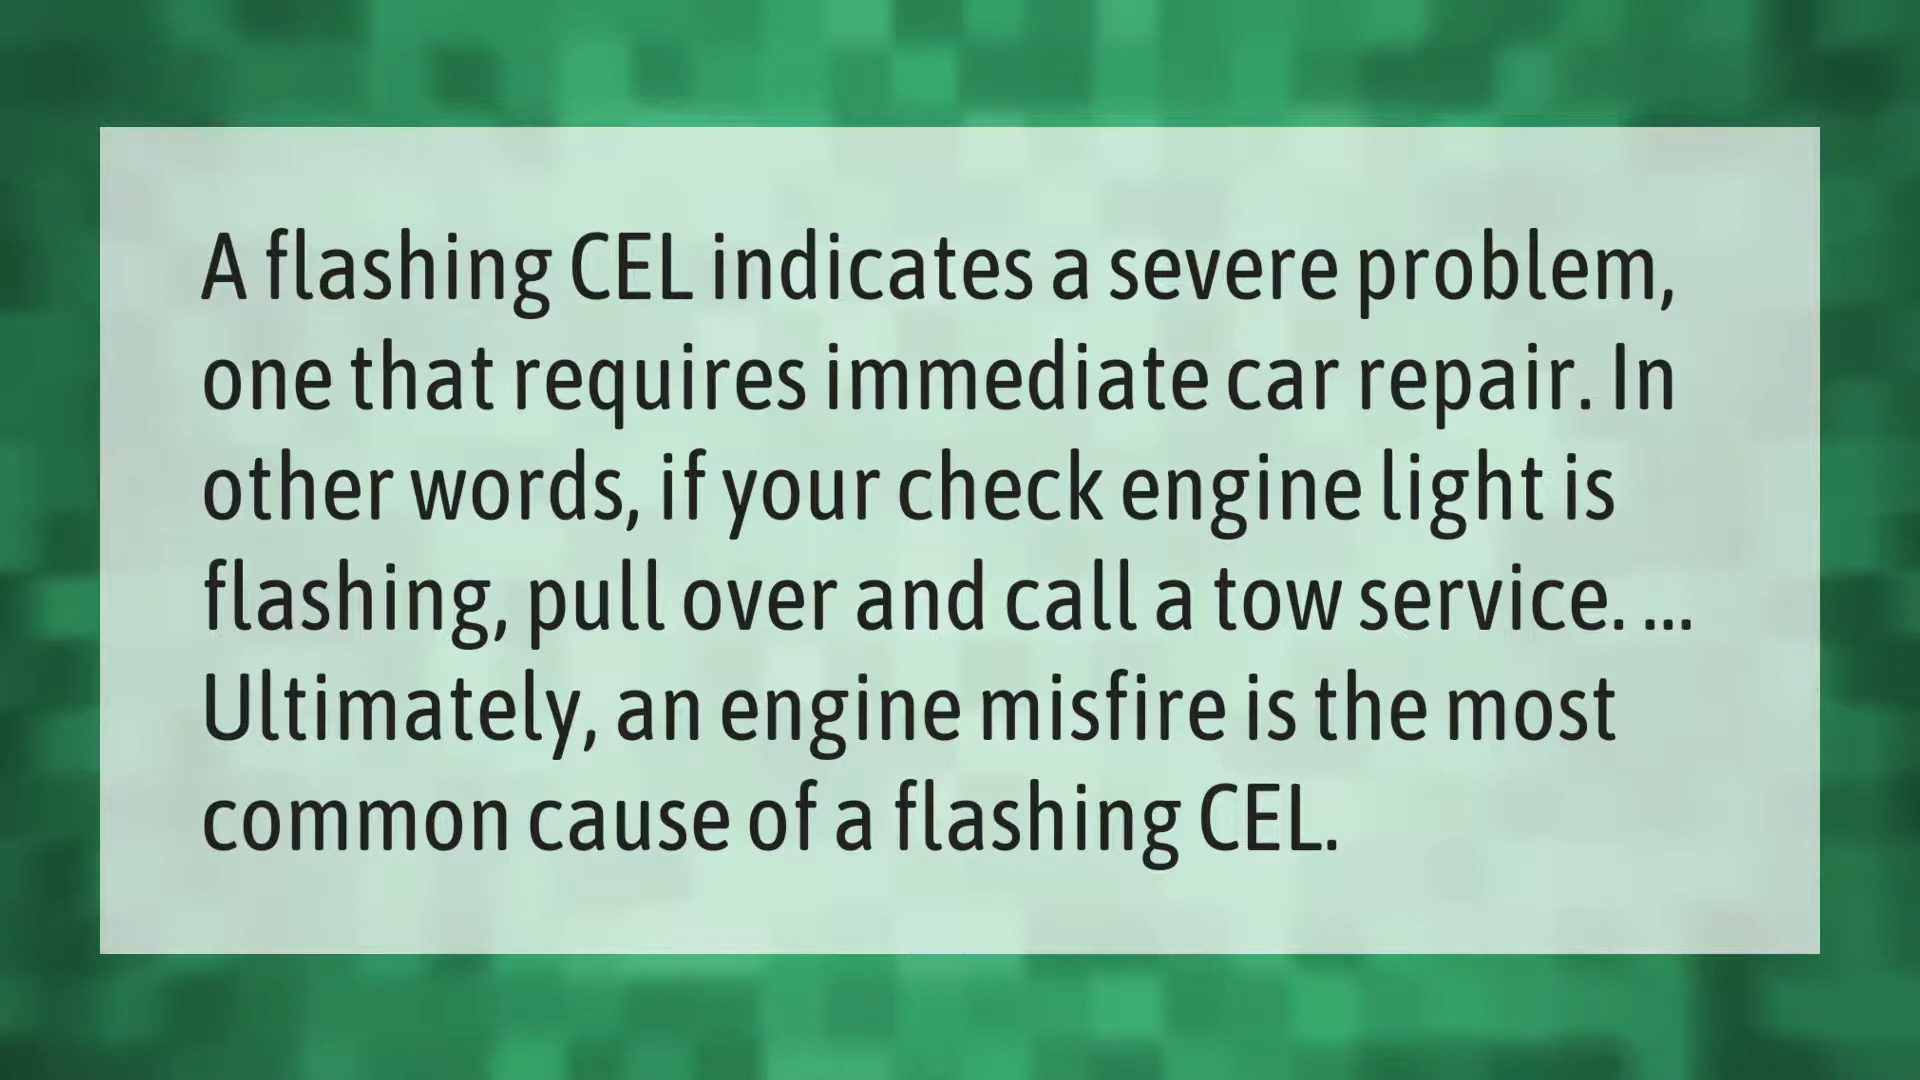 A flashing CEL indicates a severe problem,
one that requires immediate car repair. In
other words, if your check engine light is
flashing, pull over and call a tow service. ...
Ultimately, an engine misfire is the most
common cause of a flashing CEL.